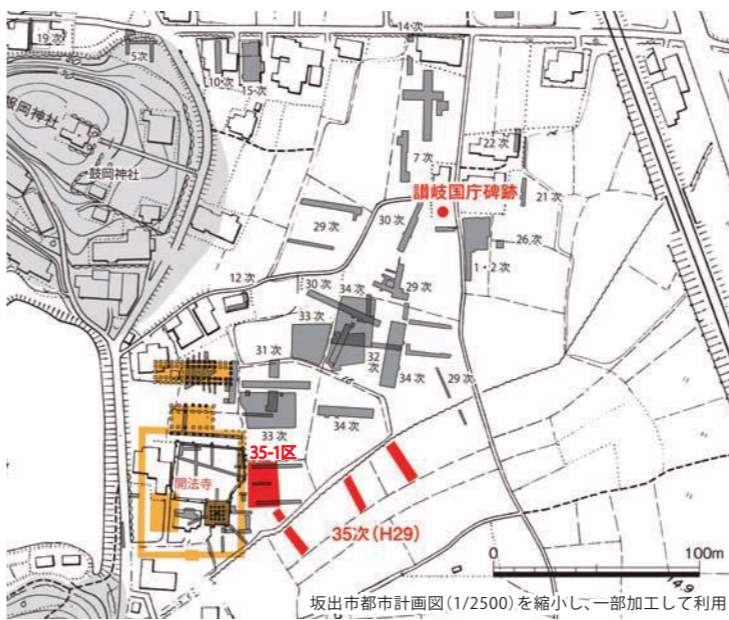 14次
19次
5次
10次
15次
鼓岡神社
7次
22次
讃岐国庁碑跡
21次
29次
30次
26次
1・2次
12次
30次
34次
29次
33次
31次
32次
34次
29次
33次
34次
35-1区
開法寺
35次(H29)
0
100m
14.9
坂出市都市計画図(1/2500)を縮小し、一部加工して利用